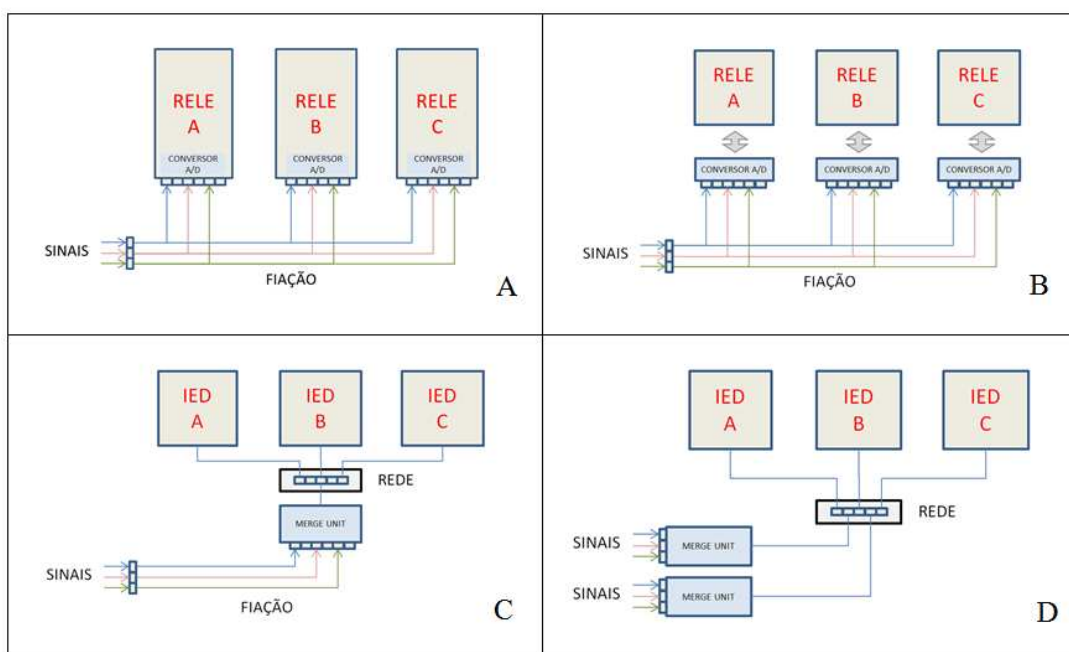 RELE
A
RELE
B
RELE
C
CONVERSOR
A/D
CONVERSOR
A/D
CONVERSOR
A/D
SINAIS
FIAÇÃO
A
RELE
A
RELE
B
RELE
C
CONVERSOR A/D
CONVERSOR A/D
CONVERSOR A/D
SINAIS
FIAÇÃO
B
IED
A
IED
B
IED
C
REDE
MERGE UNIT
SINAIS
FIAÇÃO
C
IED
A
IED
B
IED
C
REDE
SINAIS
MERGE UNIT
SINAIS
MERGE UNIT
D